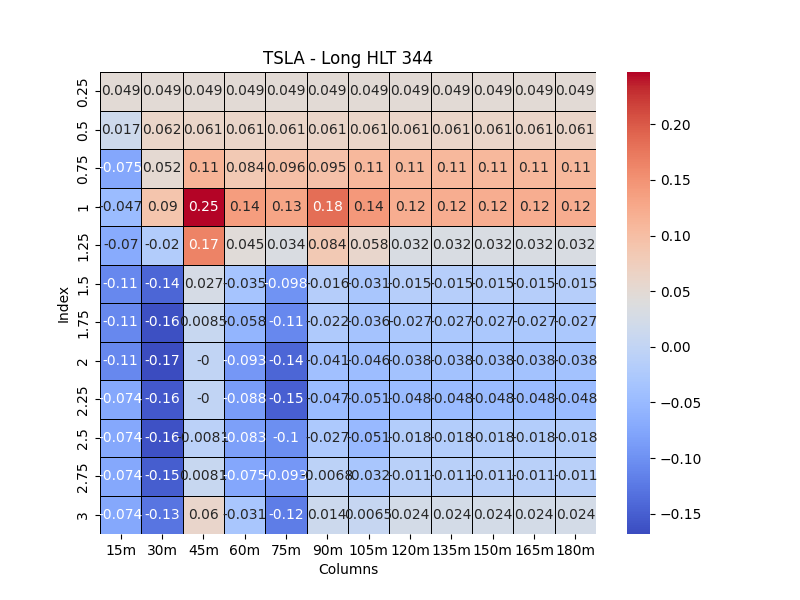 TSLA - Long HLT 344
0.25 0.049 0.049 0.049 0.049 0.049 0.049 0.049 0.049 0.049 0.049 0.049 0.049
0.5 0.017 0.062 0.061 0.061 0.061 0.061 0.061 0.061 0.061 0.061 0.061 0.061
0.75 -0.075 0.052 0.11 0.084 0.096 0.095 0.11 0.11 0.11 0.11 0.11 0.11
1 -0.047 0.09 0.25 0.14 0.13 0.18 0.14 0.12 0.12 0.12 0.12 0.12
1.25 -0.07 -0.02 0.17 0.045 0.034 0.084 0.058 0.032 0.032 0.032 0.032 0.032
1.5 -0.11 -0.14 0.027 -0.035 -0.098 -0.016 -0.031 -0.015 -0.015 -0.015 -0.015 -0.015
1.75 -0.11 -0.16 0.0085 -0.058 -0.11 -0.022 -0.036 -0.027 -0.027 -0.027 -0.027 -0.027
2 -0.11 -0.17 -0 -0.093 -0.14 -0.041 -0.046 -0.038 -0.038 -0.038 -0.038 -0.038
2.25 -0.074 -0.16 -0 -0.088 -0.15 -0.047 -0.051 -0.048 -0.048 -0.048 -0.048 -0.048
2.5 -0.074 -0.16 0.0081 -0.083 -0.1 -0.027 -0.051 -0.018 -0.018 -0.018 -0.018 -0.018
2.75 -0.074 -0.15 0.0081 -0.075 -0.093 -0.0068 -0.032 -0.011 -0.011 -0.011 -0.011 -0.011
3 -0.074 -0.13 0.06 -0.031 -0.12 0.014 0.0065 0.024 0.024 0.024 0.024 0.024
15m 30m 45m 60m 75m 90m 105m 120m 135m 150m 165m 180m
Columns
Index
0.20
0.15
0.10
0.05
0.00
−0.05
−0.10
−0.15